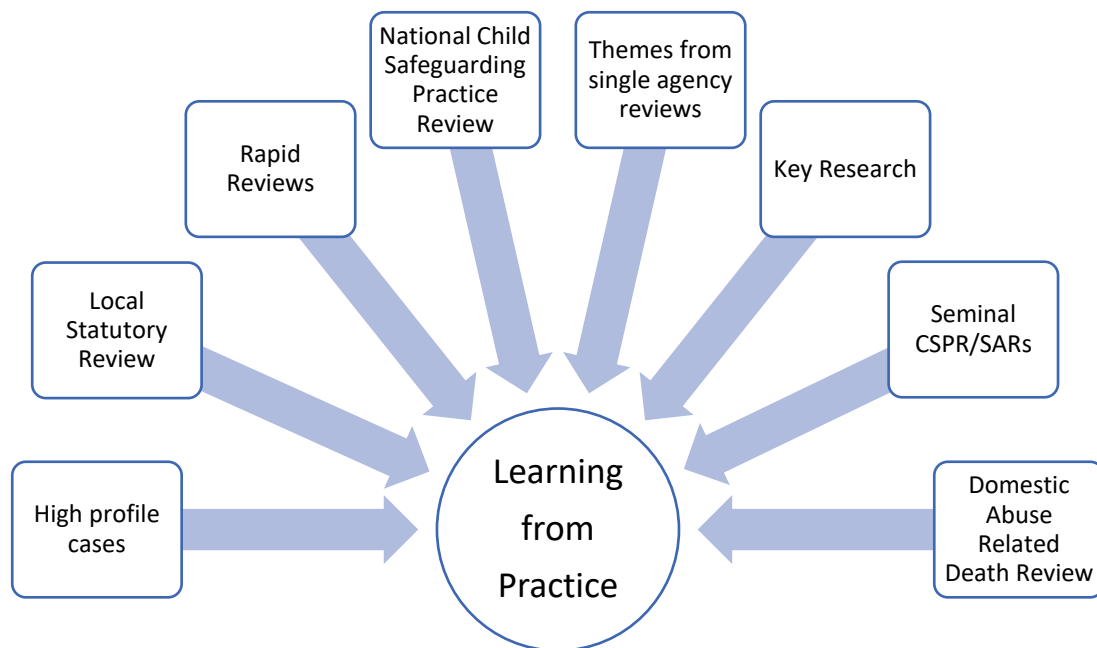 National Child
Safeguarding
Practice
Review
Themes from
single agency
reviews
Rapid
Reviews
Key Research
Local
Statutory
Review
Seminal
CSPR/SARs
High profile
cases
Learning
from
Practice
Domestic
Abuse
Related
Death Review